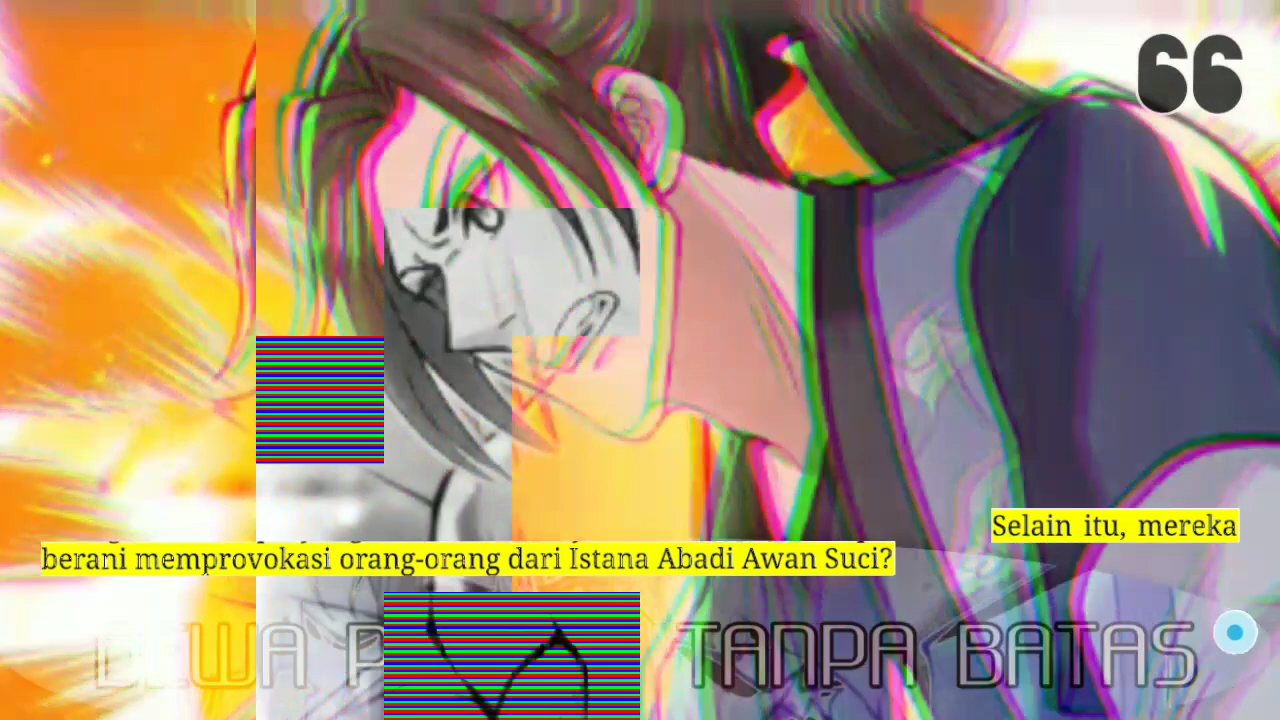 66
Selain itu, mereka
berani memprovokasi orang-orang dari Istana Abadi Awan Suci?
TANPA BATAS